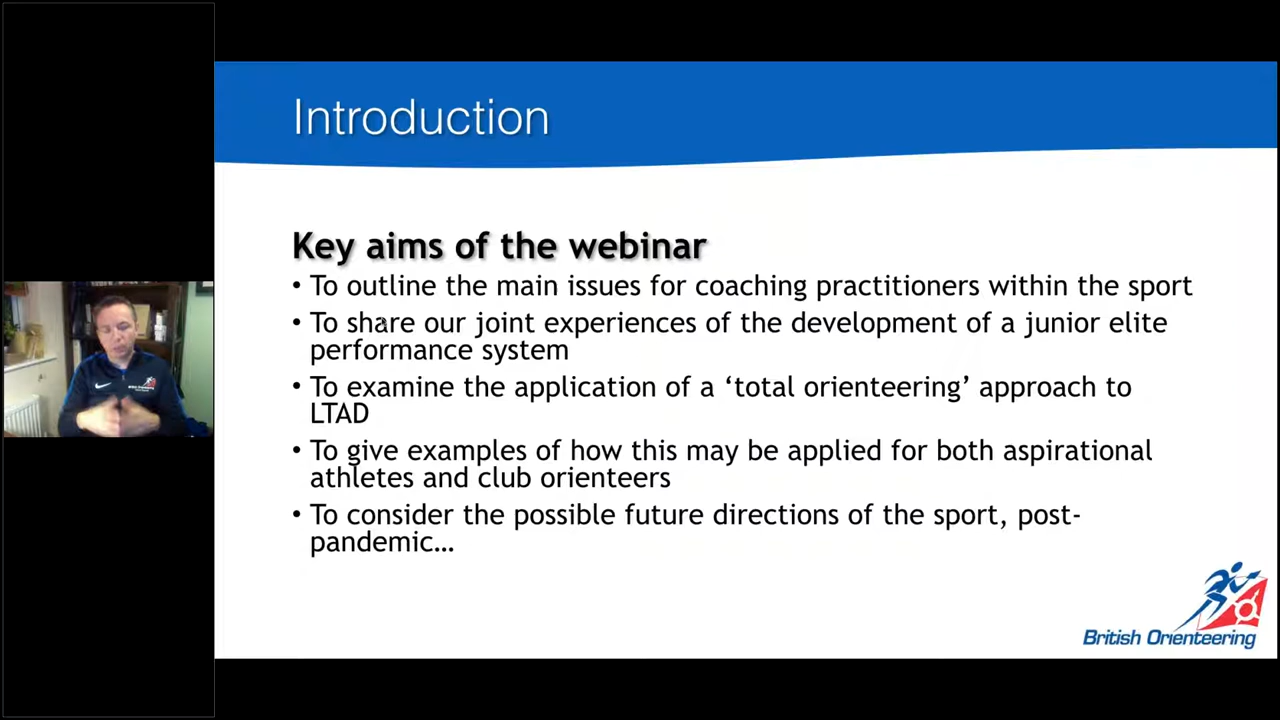 Introduction
Key aims of the webinar
• To outline the main issues for coaching practitioners within the sport
• To share our joint experiences of the development of a junior elite
performance system
• To examine the application of a ‘total orienteering’ approach to
LTAD
• To give examples of how this may be applied for both aspirational
athletes and club orienteers
• To consider the possible future directions of the sport, post-
pandemic…
British Orienteering